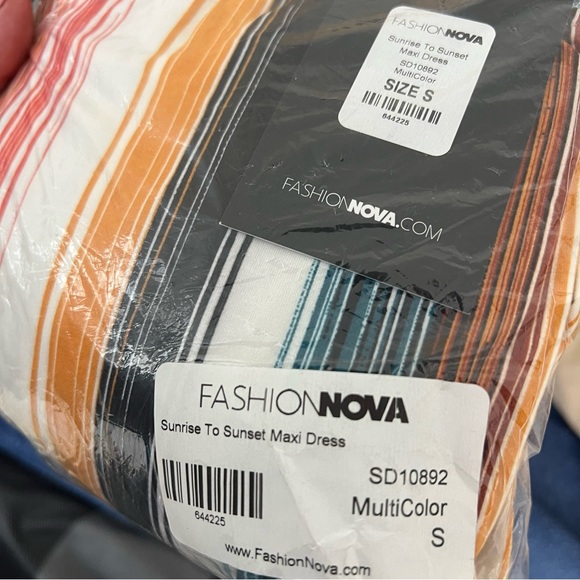 FASHIONNOVA
Sunrise To Sunset
Maxi Dress
SD10892
MultiColor
SIZE S
644225
FASHIONNOVA.COM
FASHIONNOVA
Sunrise To Sunset Maxi Dress
SD10892
644225
MultiColor
S
www.FashionNova.com